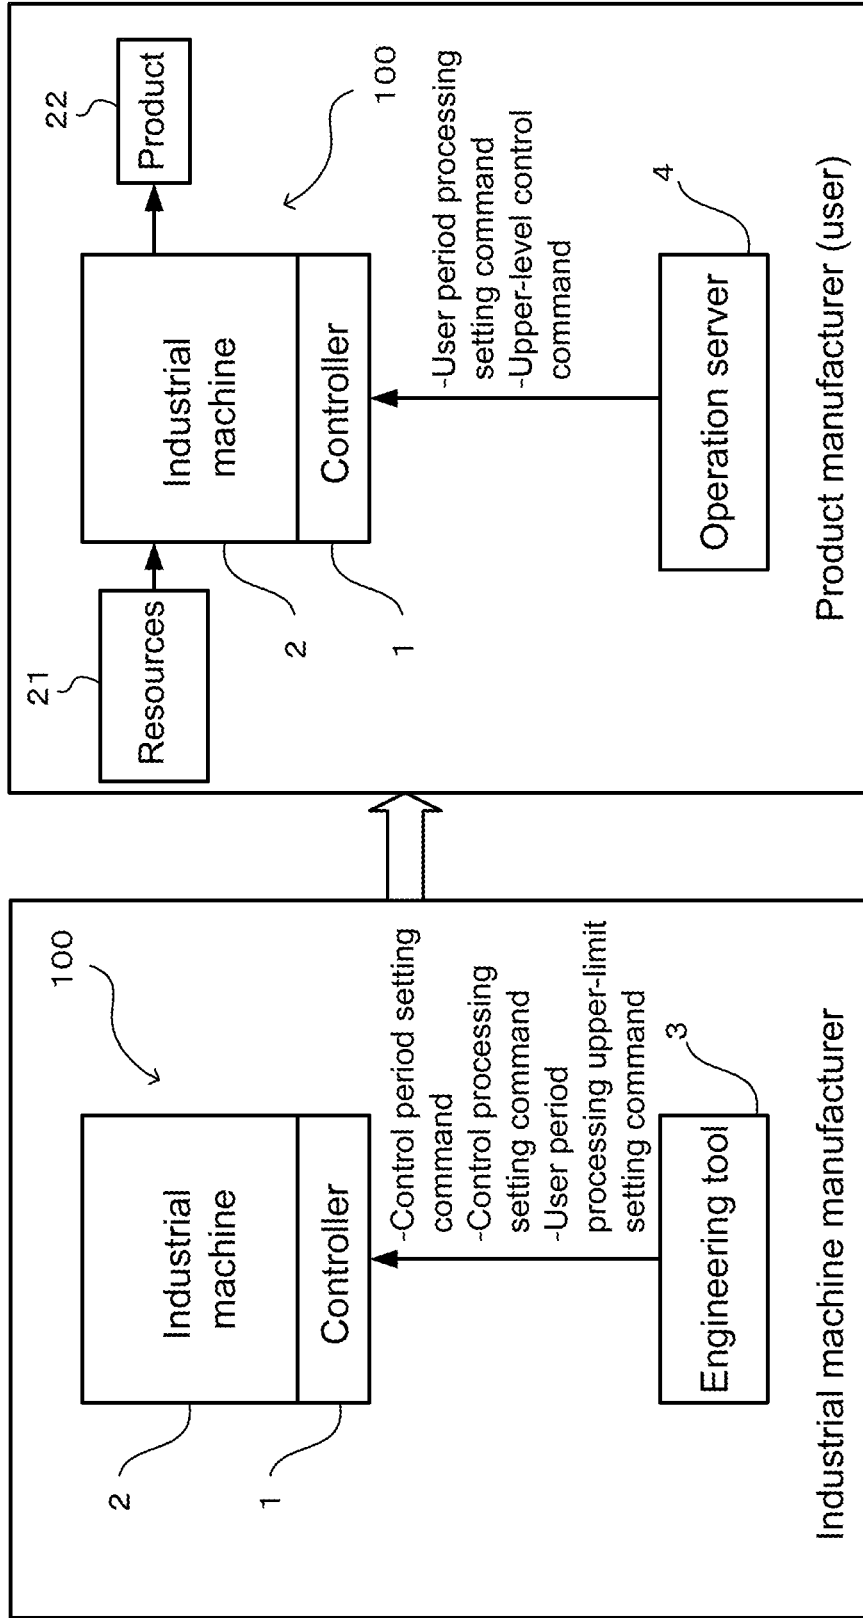 100
2
Industrial
machine
1
Controller
-Control period setting
command
-Control processing
setting command
-User period
processing upper-limit
setting command
3
Engineering tool
Industrial machine manufacturer
21
Resources
22
Product
2
Industrial
machine
100
1
Controller
-User period processing
setting command
-Upper-level control
command
4
Operation server
Product manufacturer (user)